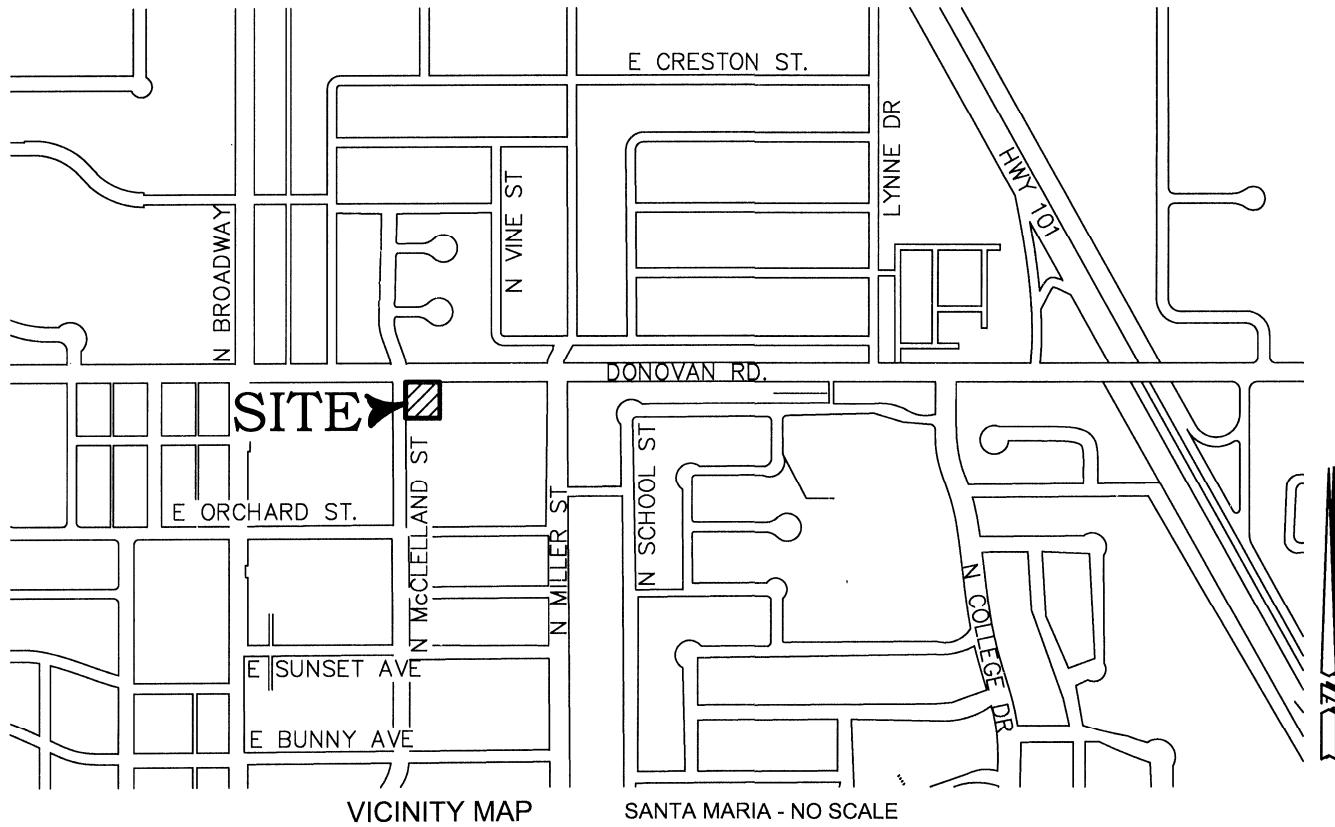 E CRESTON ST.
LYNNE DR
HWY 101
N VINE ST
N BROADWAY
DONOVAN RD.
SITE
N McCLELLAND ST
N SCHOOL ST
N MILLER ST
E ORCHARD ST.
N COLLEGE DR
E SUNSET AVE
E BUNNY AVE
N
VICINITY MAP
SANTA MARIA - NO SCALE